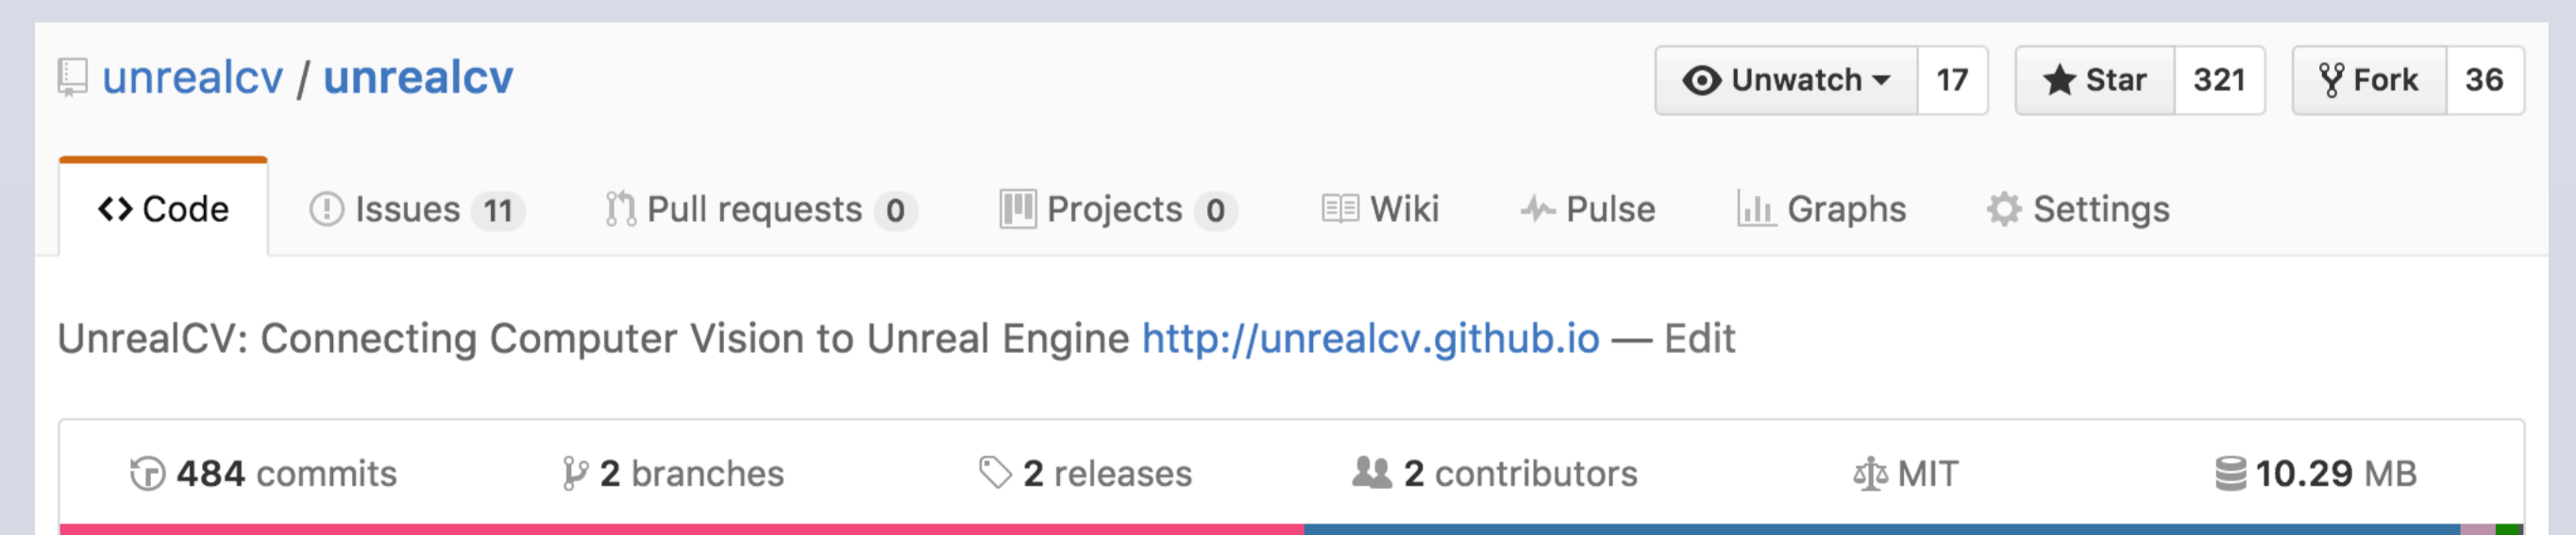 unrealcv / unrealcv Unwatch 17 Star 321 Fork 36
Code Issues 11 Pull requests 0 Projects 0 Wiki Pulse Graphs Settings
UnrealCV: Connecting Computer Vision to Unreal Engine http://unrealcv.github.io — Edit
484 commits 2 branches 2 releases 2 contributors MIT 10.29 MB